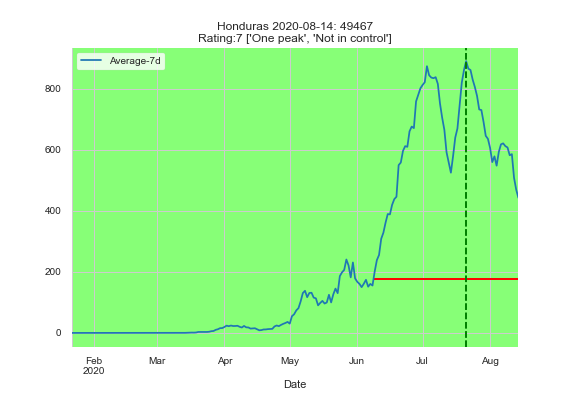 Honduras 2020-08-14: 49467
Rating:7 ['One peak', 'Not in control']
Average-7d
800
600
400
200
0
Feb Mar Apr May Jun Jul Aug
2020
Date